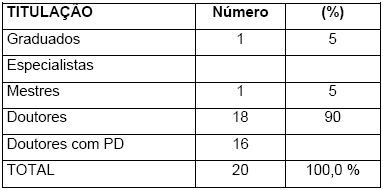 TITULAÇÃO Número (%)
Graduados 1 5
Especialistas
Mestres 1 5
Doutores 18 90
Doutores com PD 16
TOTAL 20 100,0 %